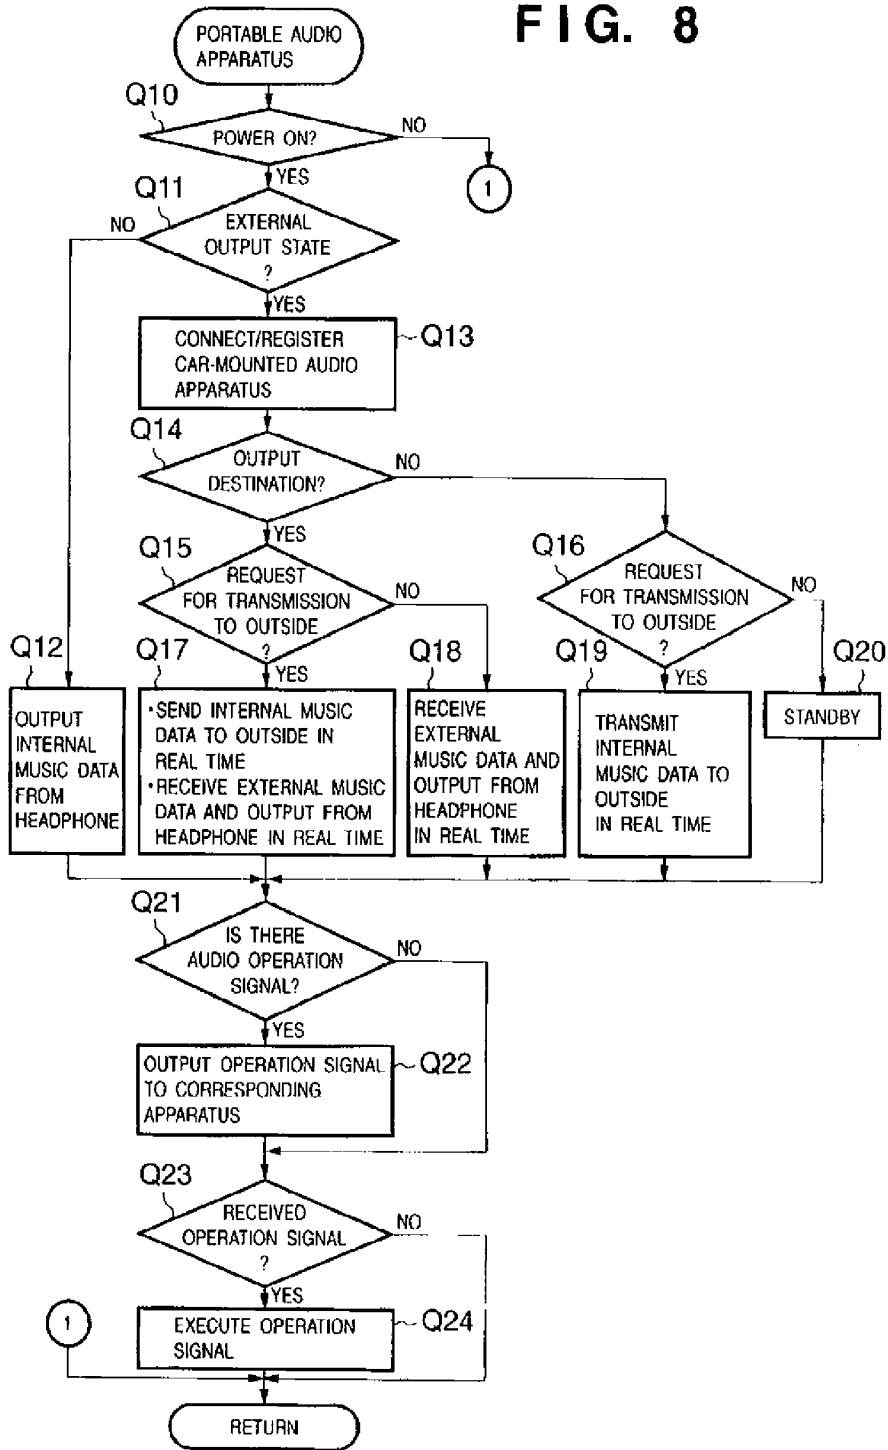 FIG. 8
PORTABLE AUDIO
APPARATUS
Q10
POWER ON?
NO
1
YES
Q11
EXTERNAL
OUTPUT STATE
?
NO
YES
CONNECT/REGISTER
CAR-MOUNTED AUDIO
APPARATUS
Q13
Q14
OUTPUT
DESTINATION?
NO
YES
Q15
REQUEST
FOR TRANSMISSION
TO OUTSIDE
?
NO
YES
Q16
REQUEST
FOR TRANSMISSION
TO OUTSIDE
?
NO
YES
Q12
OUTPUT
INTERNAL
MUSIC DATA
FROM
HEADPHONE
Q17
•SEND INTERNAL MUSIC
DATA TO OUTSIDE IN
REAL TIME
•RECEIVE EXTERNAL MUSIC
DATA AND OUTPUT FROM
HEADPHONE IN REAL TIME
Q18
RECEIVE
EXTERNAL
MUSIC DATA AND
OUTPUT FROM
HEADPHONE
IN REAL TIME
Q19
TRANSMIT
INTERNAL
MUSIC DATA TO
OUTSIDE
IN REAL TIME
Q20
STANDBY
Q21
IS THERE
AUDIO OPERATION
SIGNAL?
NO
YES
OUTPUT OPERATION SIGNAL
TO CORRESPONDING
APPARATUS
Q22
Q23
RECEIVED
OPERATION SIGNAL
?
NO
YES
1
EXECUTE OPERATION
SIGNAL
Q24
RETURN